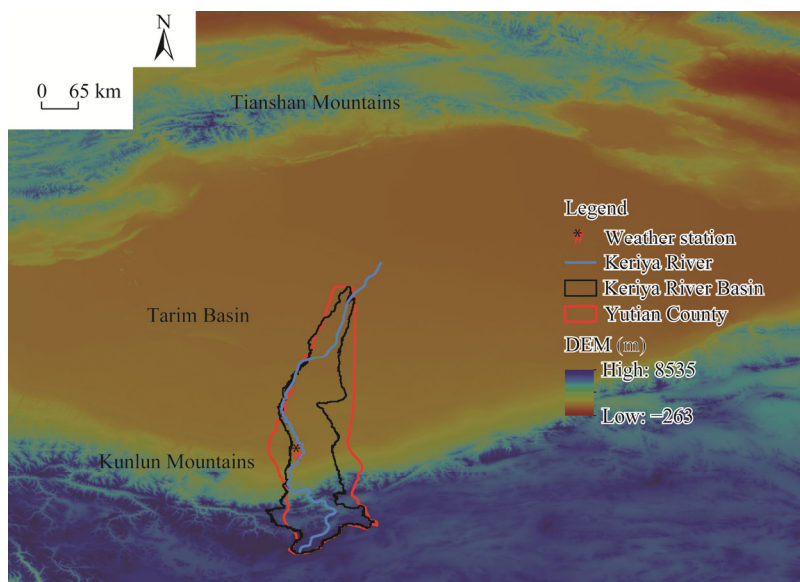 N
0 65 km
Tianshan Mountains
Legend
Weather station
Keriya River
Tarim Basin
Keriya River Basin
Yutian County
DEM (m)
High: 8535
Low: −263
Kunlun Mountains